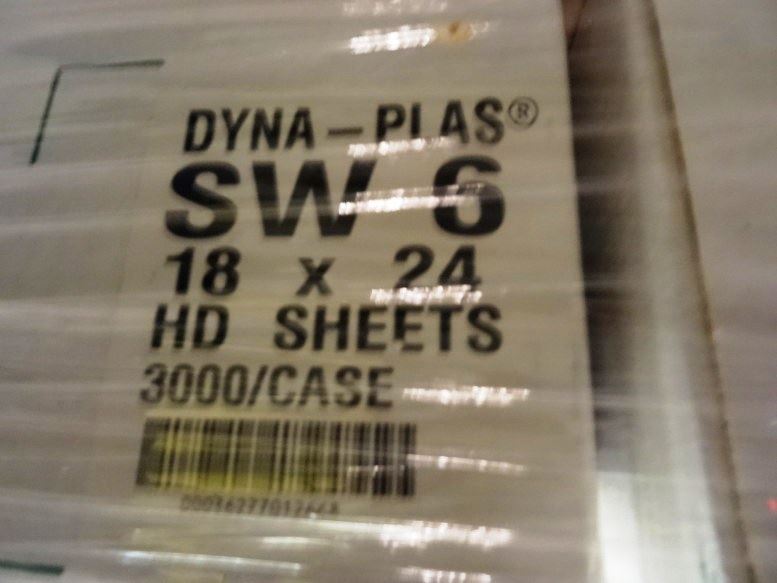 DYNA-PLAS®
SW 6
18 x 24
HD SHEETS
3000/CASE